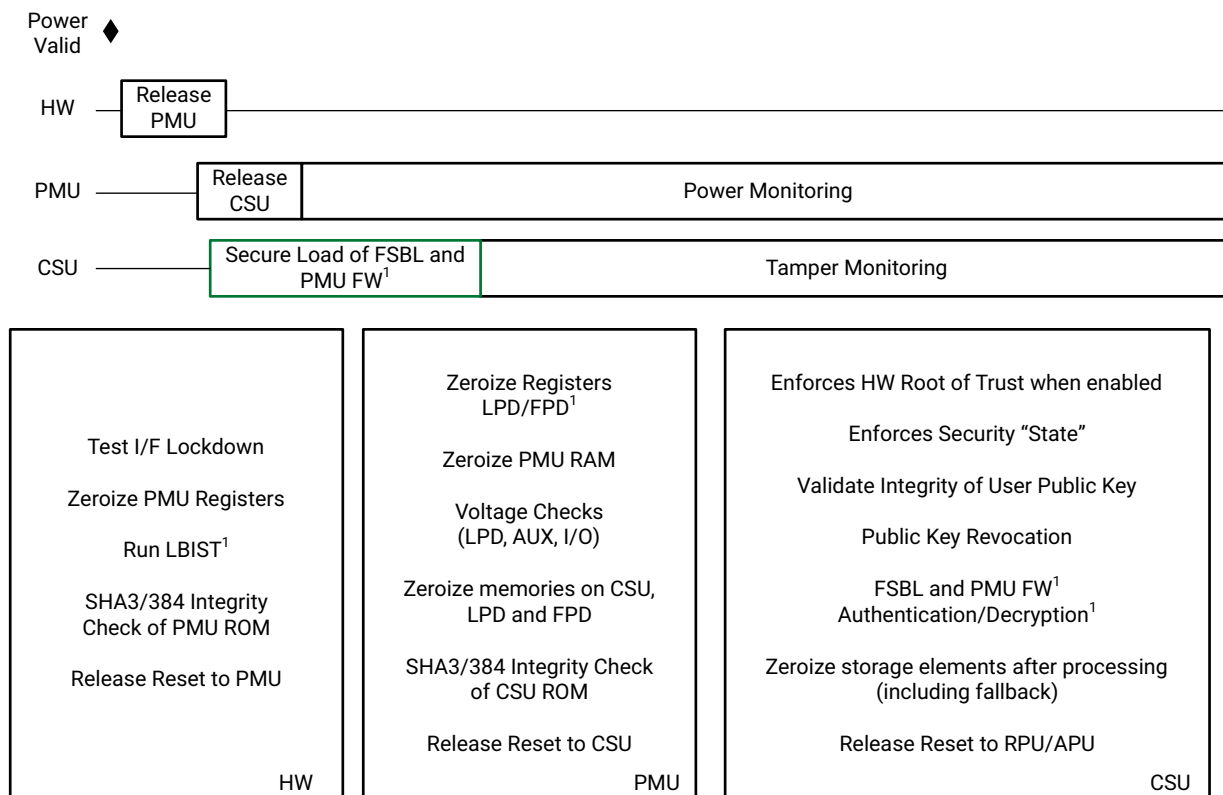 Power
Valid
HW
Release
PMU
PMU
Release
CSU
Power Monitoring
CSU
Secure Load of FSBL and
PMU FW¹
Tamper Monitoring
Test I/F Lockdown
Zeroize PMU Registers
Run LBIST¹
SHA3/384 Integrity
Check of PMU ROM
Release Reset to PMU
HW
Zeroize Registers
LPD/FPD¹
Zeroize PMU RAM
Voltage Checks
(LPD, AUX, I/O)
Zeroize memories on CSU,
LPD and FPD
SHA3/384 Integrity Check
of CSU ROM
Release Reset to CSU
PMU
Enforces HW Root of Trust when enabled
Enforces Security “State”
Validate Integrity of User Public Key
Public Key Revocation
FSBL and PMU FW¹
Authentication/Decryption¹
Zeroize storage elements after processing
(including fallback)
Release Reset to RPU/APU
CSU